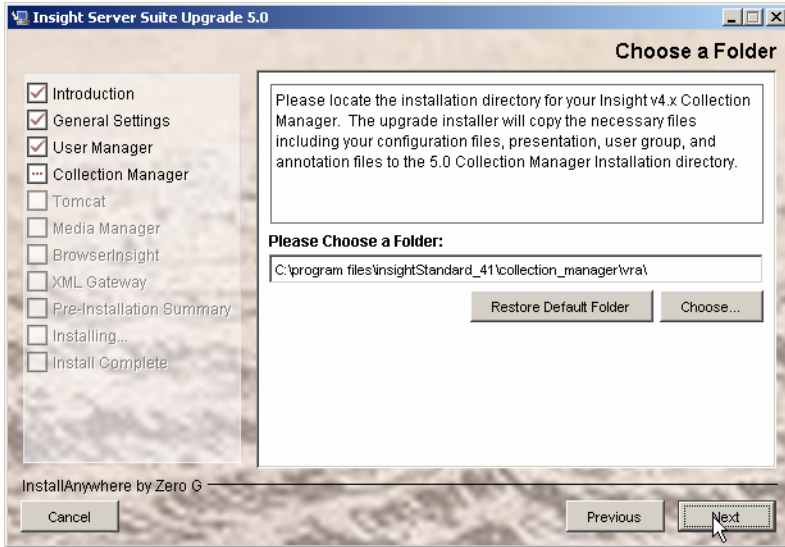 Insight Server Suite Upgrade 5.0
Choose a Folder
Introduction
General Settings
User Manager
Collection Manager
Tomcat
Media Manager
BrowserInsight
XML Gateway
Pre-Installation Summary
Installing...
Install Complete
Please locate the installation directory for your Insight v4.x Collection
Manager. The upgrade installer will copy the necessary files
including your configuration files, presentation, user group, and
annotation files to the 5.0 Collection Manager Installation directory.
Please Choose a Folder:
C:\program files\insightStandard_41\collection_manager\vra\
Restore Default Folder
Choose...
InstallAnywhere by Zero G
Cancel
Previous
Next